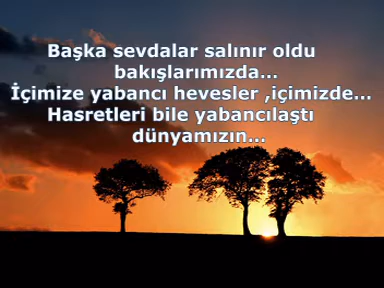 Başka sevdalar salınır oldu
bakışlarımızda...
İçimize yabancı hevesler ,içimizde...
Hasretleri bile yabancılaştı
dünyamızın...